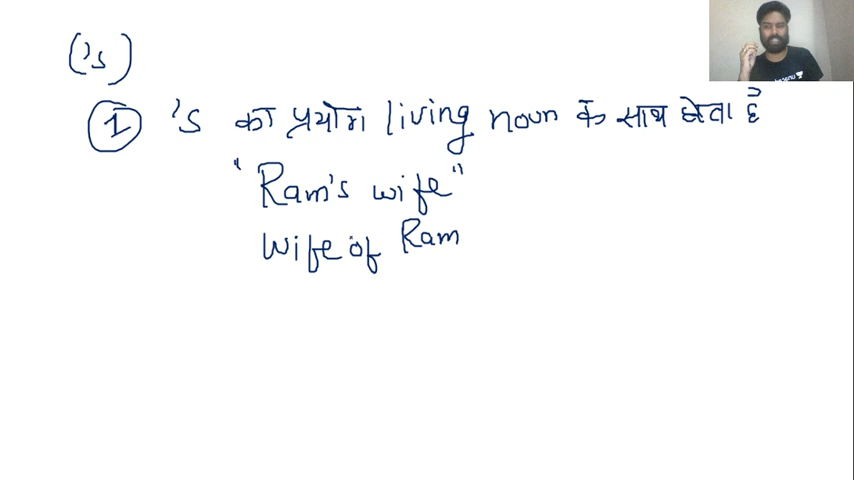 ('s)
① 's का प्रयोग living noun के साथ होता है
"Ram's wife"
Wife of Ram